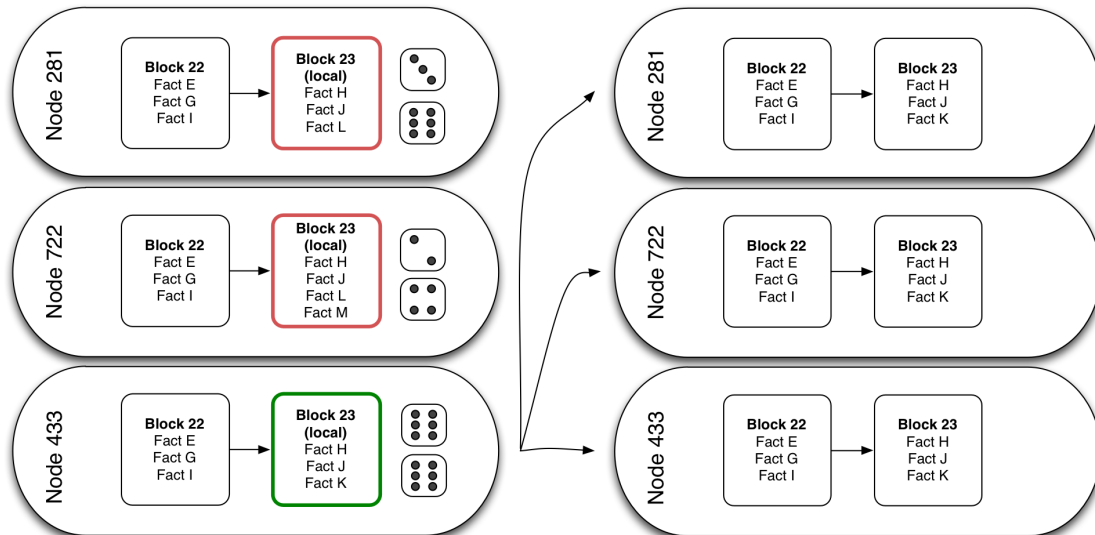 Node 281
Block 22
Fact E
Fact G
Fact I
Block 23
(local)
Fact H
Fact J
Fact L
Node 722
Block 22
Fact E
Fact G
Fact I
Block 23
(local)
Fact H
Fact J
Fact L
Fact M
Node 433
Block 22
Fact E
Fact G
Fact I
Block 23
(local)
Fact H
Fact J
Fact K
Node 281
Block 22
Fact E
Fact G
Fact I
Block 23
Fact H
Fact J
Fact K
Node 722
Block 22
Fact E
Fact G
Fact I
Block 23
Fact H
Fact J
Fact K
Node 433
Block 22
Fact E
Fact G
Fact I
Block 23
Fact H
Fact J
Fact K